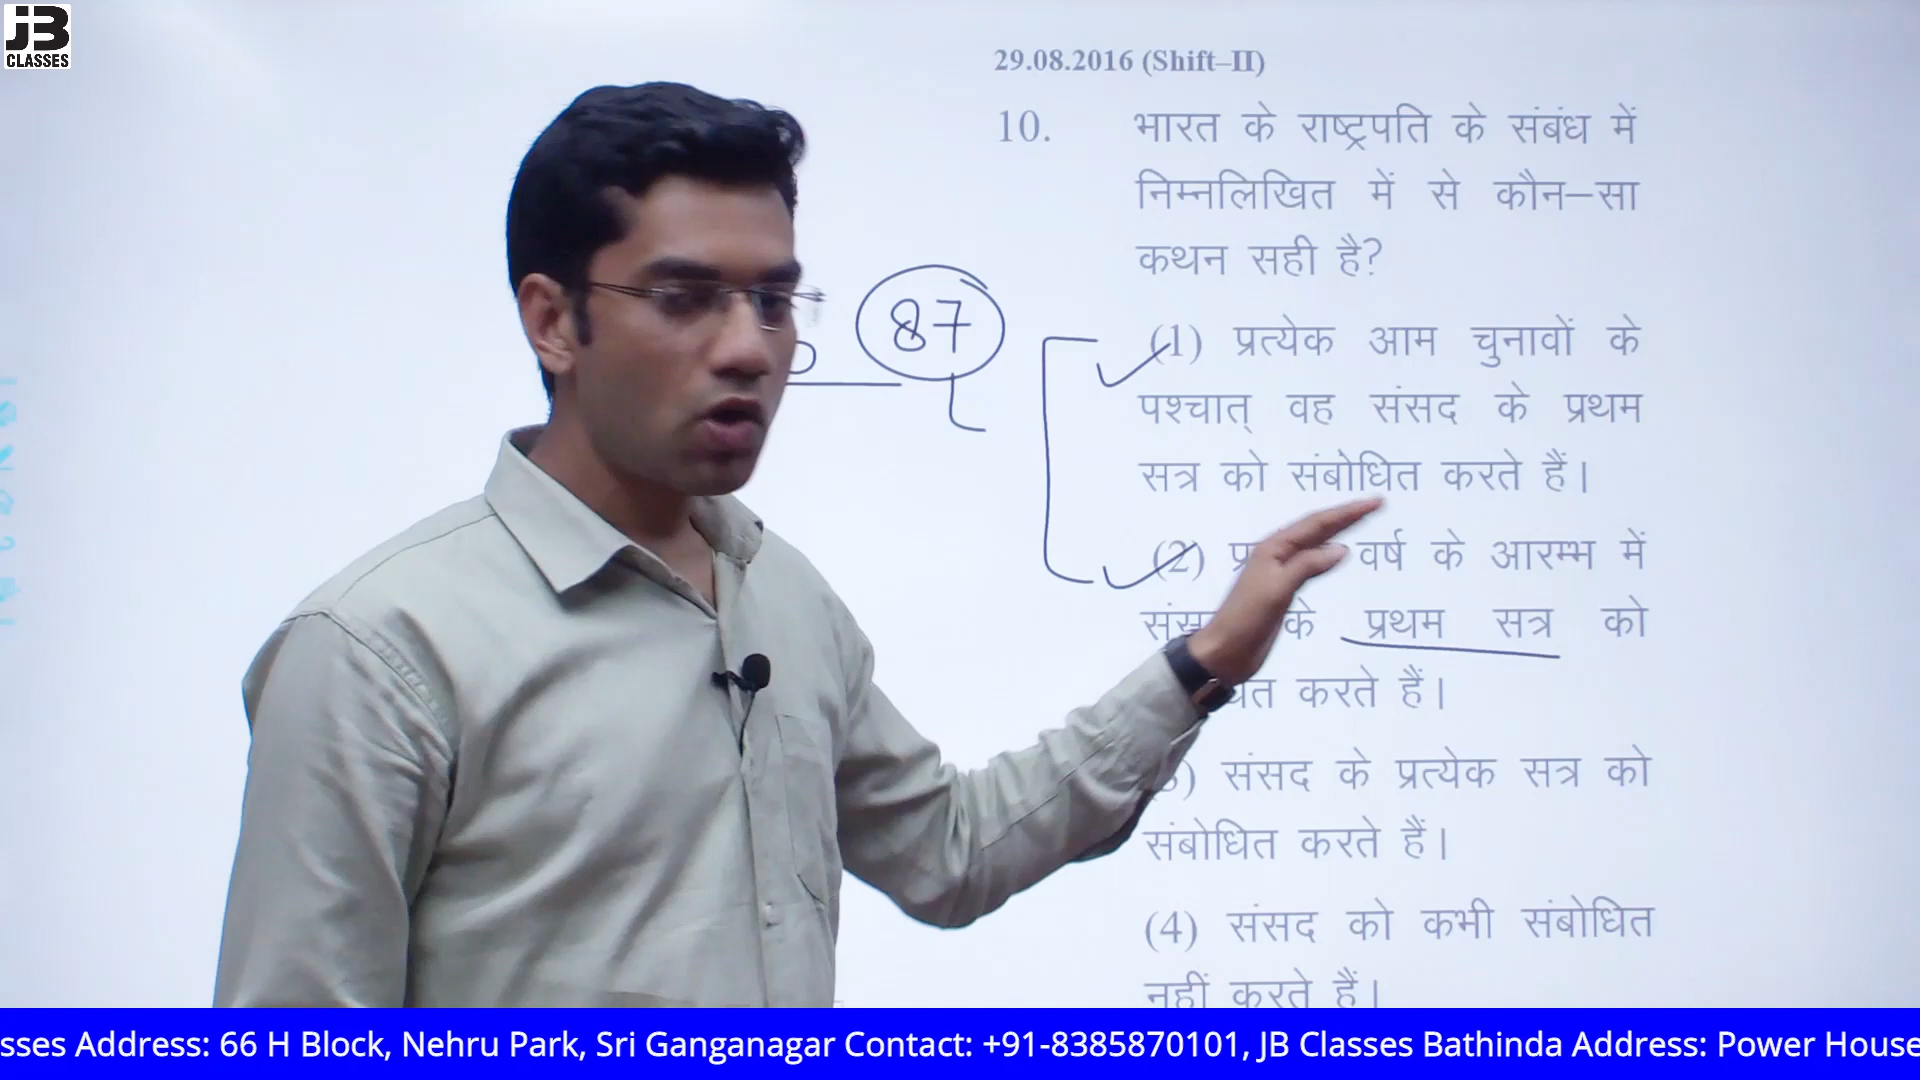 JB
CLASSES
29.08.2016 (Shift–II)
10. भारत के राष्ट्रपति के संबंध में
निम्नलिखित में से कौन–सा
कथन सही है?
87
(1) प्रत्येक आम चुनावों के
पश्चात् वह संसद के प्रथम
सत्र को संबोधित करते हैं।
(2) वर्ष के आरम्भ में
के प्रथम सत्र को
करते हैं।
संसद के प्रत्येक सत्र को
संबोधित करते हैं।
(4) संसद को कभी संबोधित
नहीं करते हैं।
sses Address: 66 H Block, Nehru Park, Sri Ganganagar Contact: +91-8385870101, JB Classes Bathinda Address: Power House